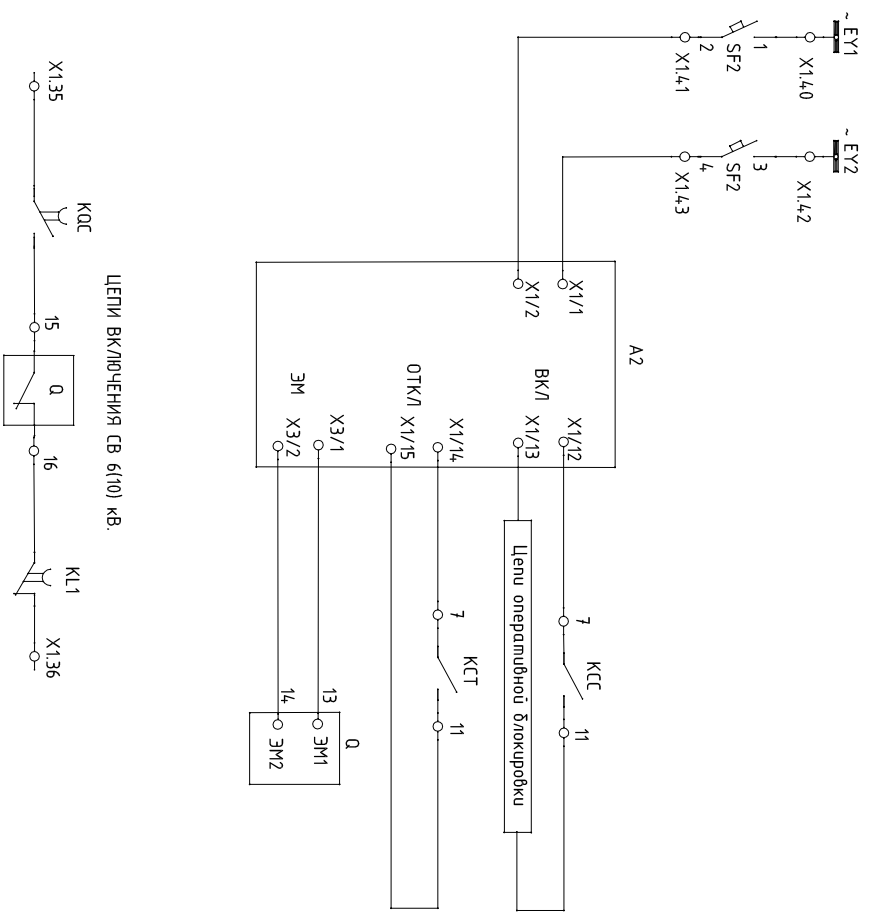 ~ EY1
X1.40
1
SF2
2
X1.41
~ EY2
X1.42
3
SF2
4
X1.43
A2
X1/1
X1/2
ВКЛ
X1/12
X1/13
ОТКЛ
X1/14
X1/15
ЭМ
X3/1
X3/2
7
КСС
11
Цепи оперативной блокировки
7
КСТ
11
13
14
Q
ЭМ1
ЭМ2
ЦЕПИ ВКЛЮЧЕНИЯ СВ 6(10) кВ.
X1.35
KQC
15
Q
16
KL1
X1.36